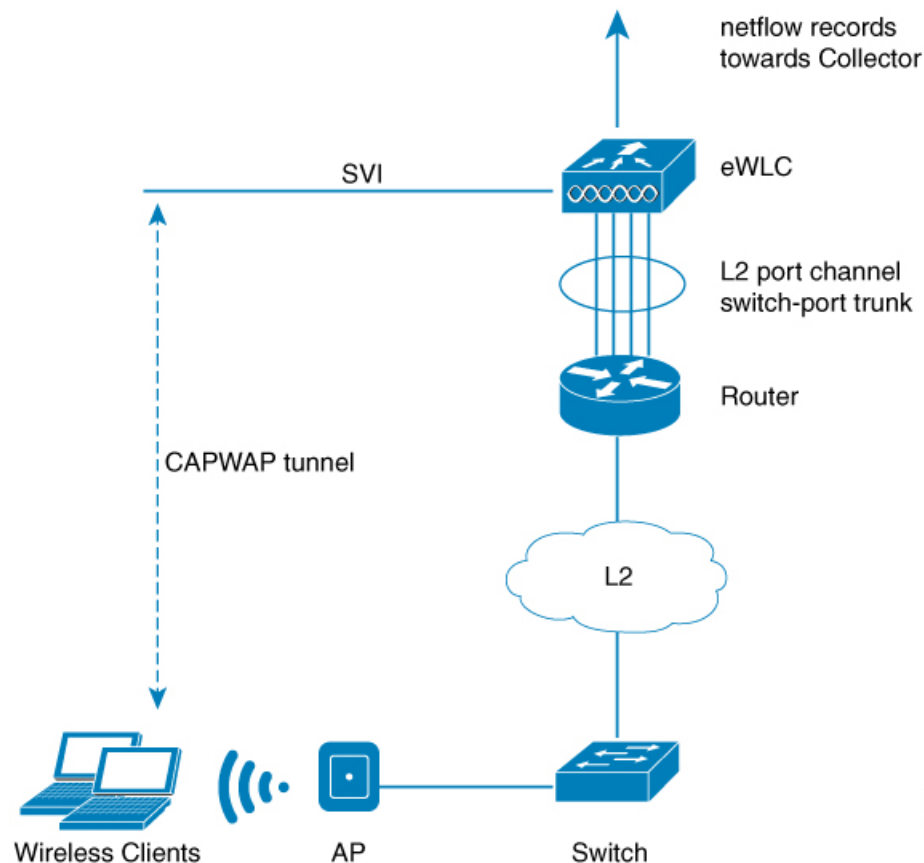 netflow records
towards Collector
SVI
eWLC
L2 port channel
switch-port trunk
Router
CAPWAP tunnel
L2
Wireless Clients
AP
Switch